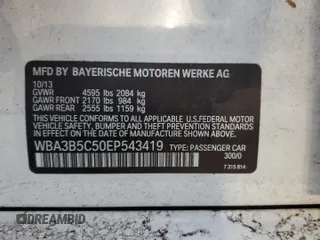 MFD BY BAYERISCHE MOTOREN WERKE AG
10/13
GVWR 4595 lbs 2084 kg
GAWR FRONT 2170 lbs 984 kg
GAWR REAR 2555 lbs 1159 kg
THIS VEHICLE CONFORMS TO ALL APPLICABLE
U.S. FEDERAL MOTOR VEHICLE SAFETY, BUMPER AND
THEFT PREVENTION STANDARDS IN EFFECT ON THE
DATE OF MANUFACTURE SHOWN HERE.
WBA3B5C50EP543419 TYPE: PASSENGER CAR
300/0
7 315 814
DREAMBID